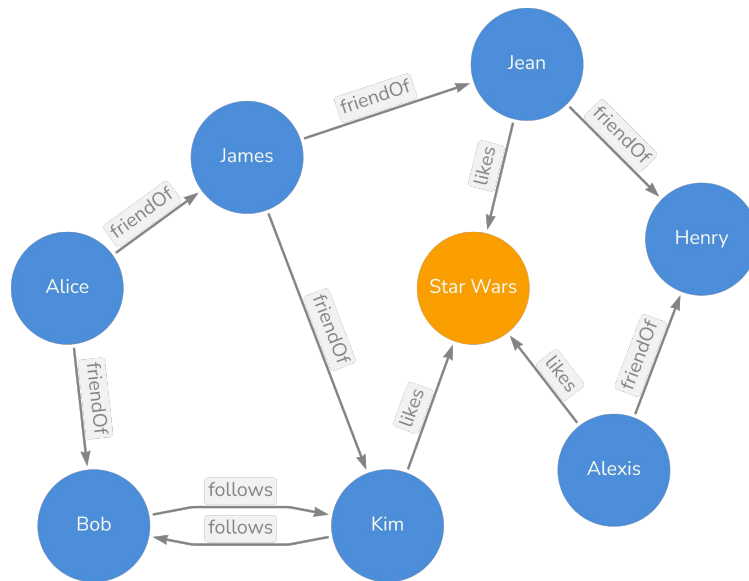 Jean
friendOf
James
friendOf
likes
friendOf
Henry
Alice
Star Wars
friendOf
friendOf
likes
likes
friendOf
Alexis
follows
Bob
Kim
follows